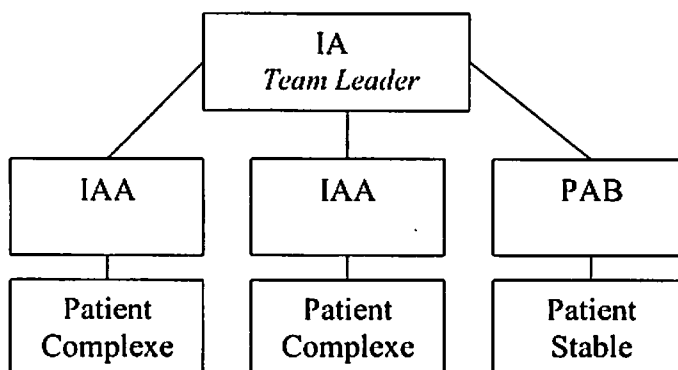 IA
Team Leader
IAA
IAA
PAB
Patient
Complexe
Patient
Complexe
Patient
Stable